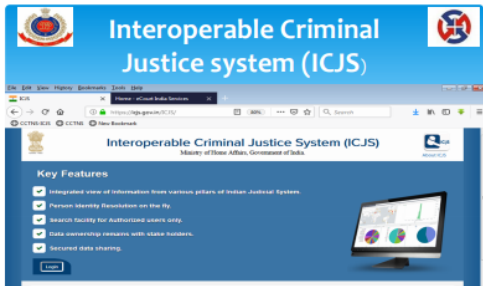 Interoperable Criminal
Justice system (ICJS)
File Edit View History Bookmarks Tools Help
ICJS
Home - eCourt India Services
https://icjs.gov.in/ICJS/
80%
Search
CCTNS-ICJS CCTNS New Bookmark
Interoperable Criminal Justice System (ICJS)
Ministry of Home Affairs, Government of India.
About ICJS
Key Features
Integrated view of Information from various pillars of Indian Judicial System.
Person Identity Resolution on the fly.
Search facility for Authorized users only.
Data ownership remains with stake holders.
Secured data sharing.
Login